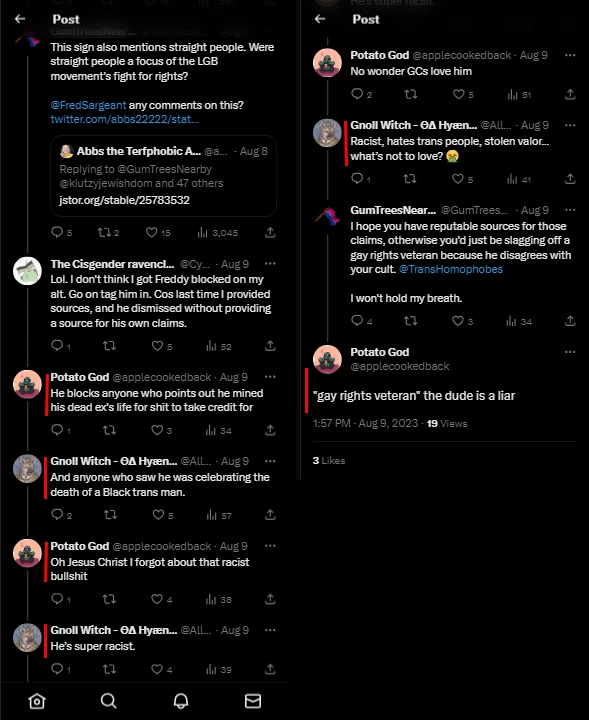 Post
GumTreesNear...
This sign also mentions straight people. Were
straight people a focus of the LGB
movement's fight for rights?
@FredSargeant any comments on this?
twitter.com/abbs22222/stat...
Abbs the Terfphobic A... @a... · Aug 8
Replying to @GumTreesNearby
@klutzyjewishdom and 47 others
jstor.org/stable/25783532
5 2 15 3,045
The Cisgender ravencl... @Cy... · Aug 9
Lol. I don't think I got Freddy blocked on my
alt. Go on tag him in. Cos last time I provided
sources, and he dismissed without providing
a source for his own claims.
1 5 52
Potato God @applecookedback · Aug 9
He blocks anyone who points out he mined
his dead ex's life for shit to take credit for
1 3 34
Gnoll Witch - ΘΔ Hyæn... @All... · Aug 9
And anyone who saw he was celebrating the
death of a Black trans man.
2 5 57
Potato God @applecookedback · Aug 9
Oh Jesus Christ I forgot about that racist
bullshit
1 4 38
Gnoll Witch - ΘΔ Hyæn... @All... · Aug 9
He's super racist.
1 4 39
He's super racist.
Post
Potato God @applecookedback · Aug 9
No wonder GCs love him
2 5 51
Gnoll Witch - ΘΔ Hyæn... @All... · Aug 9
Racist, hates trans people, stolen valor...
what's not to love? 🤮
1 5 41
GumTreesNear... @GumTrees... · Aug 9
I hope you have reputable sources for those
claims, otherwise you'd just be slagging off a
gay rights veteran because he disagrees with
your cult. @TransHomophobes
I won't hold my breath.
4 3 34
Potato God
@applecookedback
"gay rights veteran" the dude is a liar
1:57 PM · Aug 9, 2023 · 19 Views
3 Likes